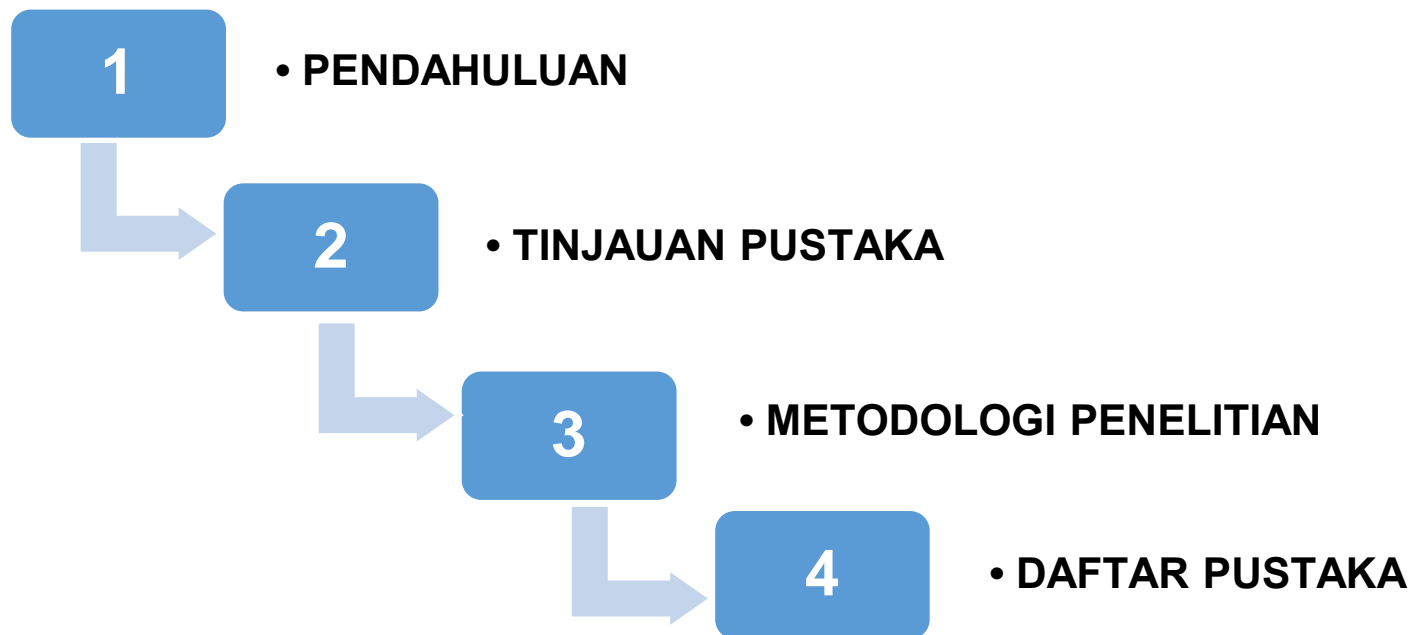 1
• PENDAHULUAN
2
• TINJAUAN PUSTAKA
3
• METODOLOGI PENELITIAN
4
• DAFTAR PUSTAKA